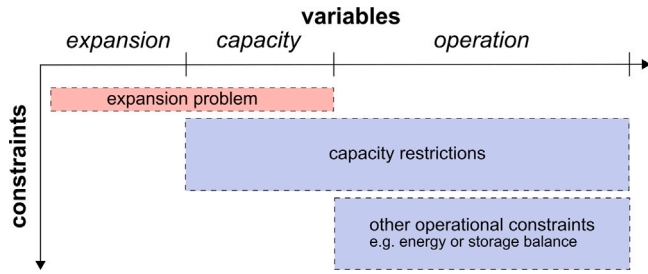 variables
expansion capacity operation
constraints
expansion problem
capacity restrictions
other operational constraints
e.g. energy or storage balance